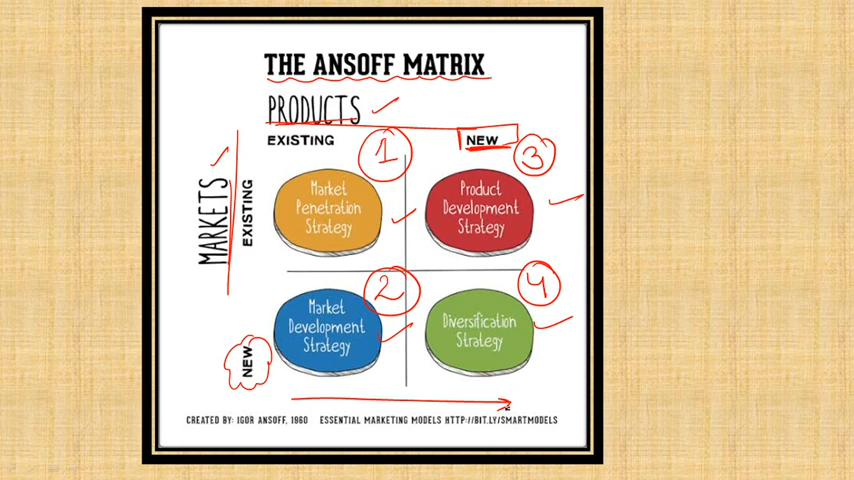 THE ANSOFF MATRIX
PRODUCTS
EXISTING
NEW
1
3
MARKETS
EXISTING
Market
Penetration
Strategy
Product
Development
Strategy
2
4
NEW
Market
Development
Strategy
Diversification
Strategy
CREATED BY: IGOR ANSOFF, 1960 ESSENTIAL MARKETING MODELS HTTP://BIT.LY/SMARTMODELS